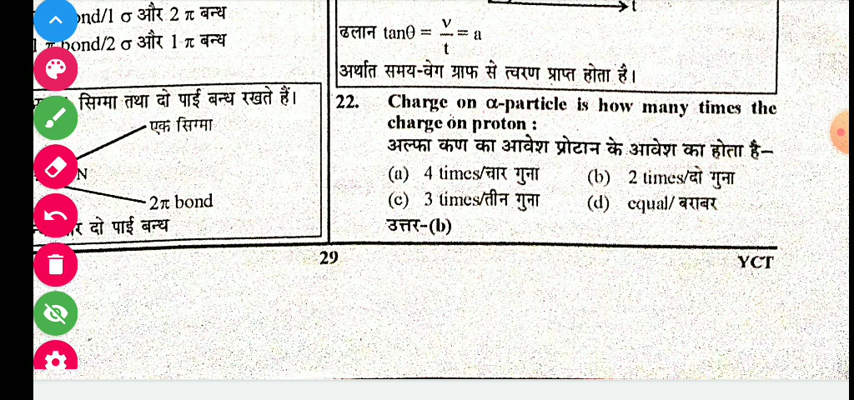 ond/1 σ और 2 π बन्ध
π bond/2 σ और 1 π बन्ध
सिग्मा तथा दो पाई बन्ध रखते हैं।
एक सिग्मा
N
2π bond
दो पाई बन्ध
t
ढलान tanθ = v/t = a
अर्थात समय-वेग ग्राफ से त्वरण प्राप्त होता है।
22. Charge on α-particle is how many times the
charge on proton :
अल्फा कण का आवेश प्रोटान के आवेश का होता है–
(a) 4 times/चार गुना (b) 2 times/दो गुना
(c) 3 times/तीन गुना (d) equal/ बराबर
उत्तर-(b)
29
YCT